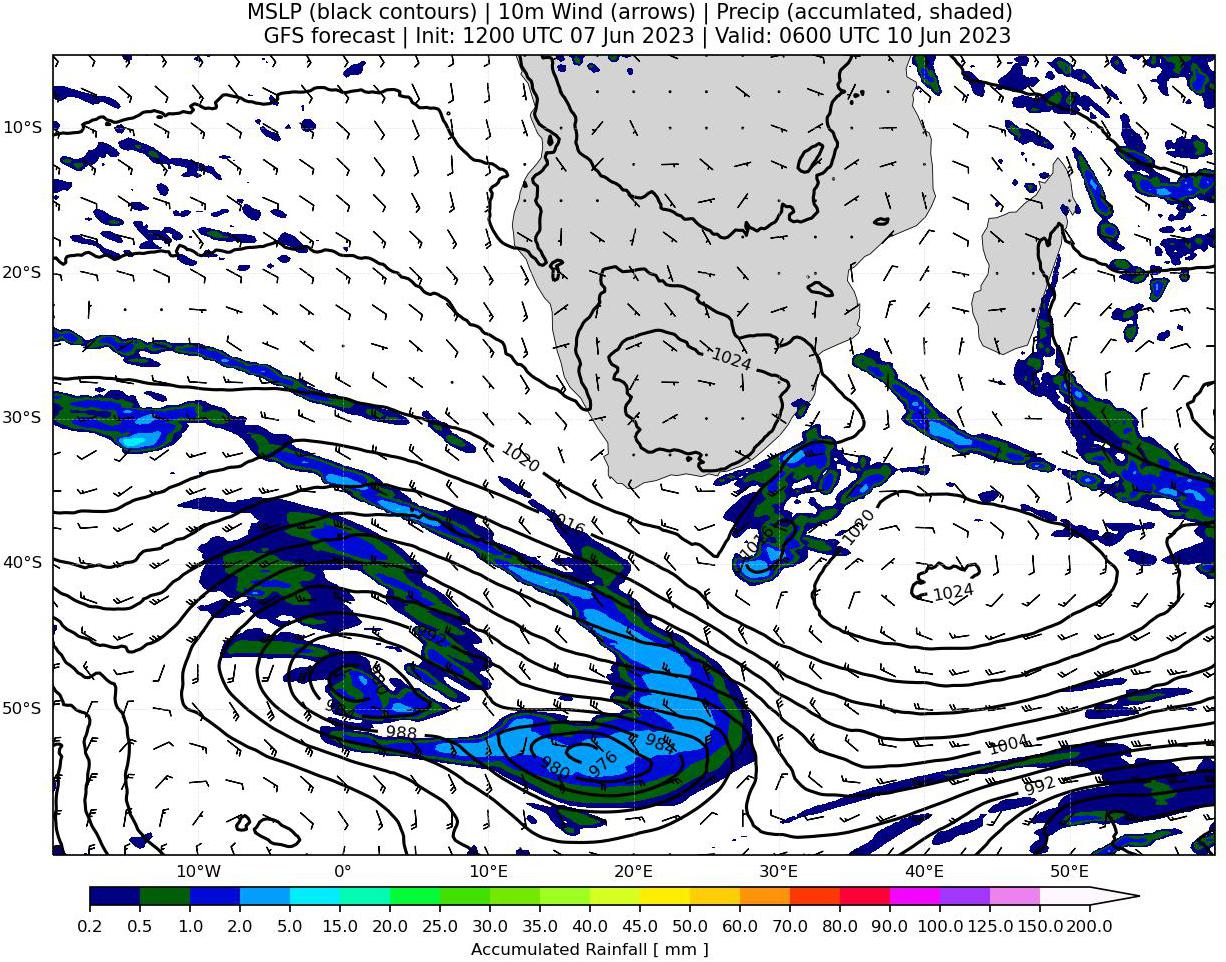 MSLP (black contours) | 10m Wind (arrows) | Precip (accumlated, shaded)
GFS forecast | Init: 1200 UTC 07 Jun 2023 | Valid: 0600 UTC 10 Jun 2023
10°S
20°S
30°S
40°S
50°S
1024
1020
1016
1020
1016
1024
992
980
988
984
980
976
1004
992
10°W 0° 10°E 20°E 30°E 40°E 50°E
0.2 0.5 1.0 2.0 5.0 10.0 15.0 20.0 25.0 30.0 35.0 40.0 45.0 50.0 60.0 70.0 80.0 90.0 100.0 125.0 150.0 200.0
Accumulated Rainfall [ mm ]